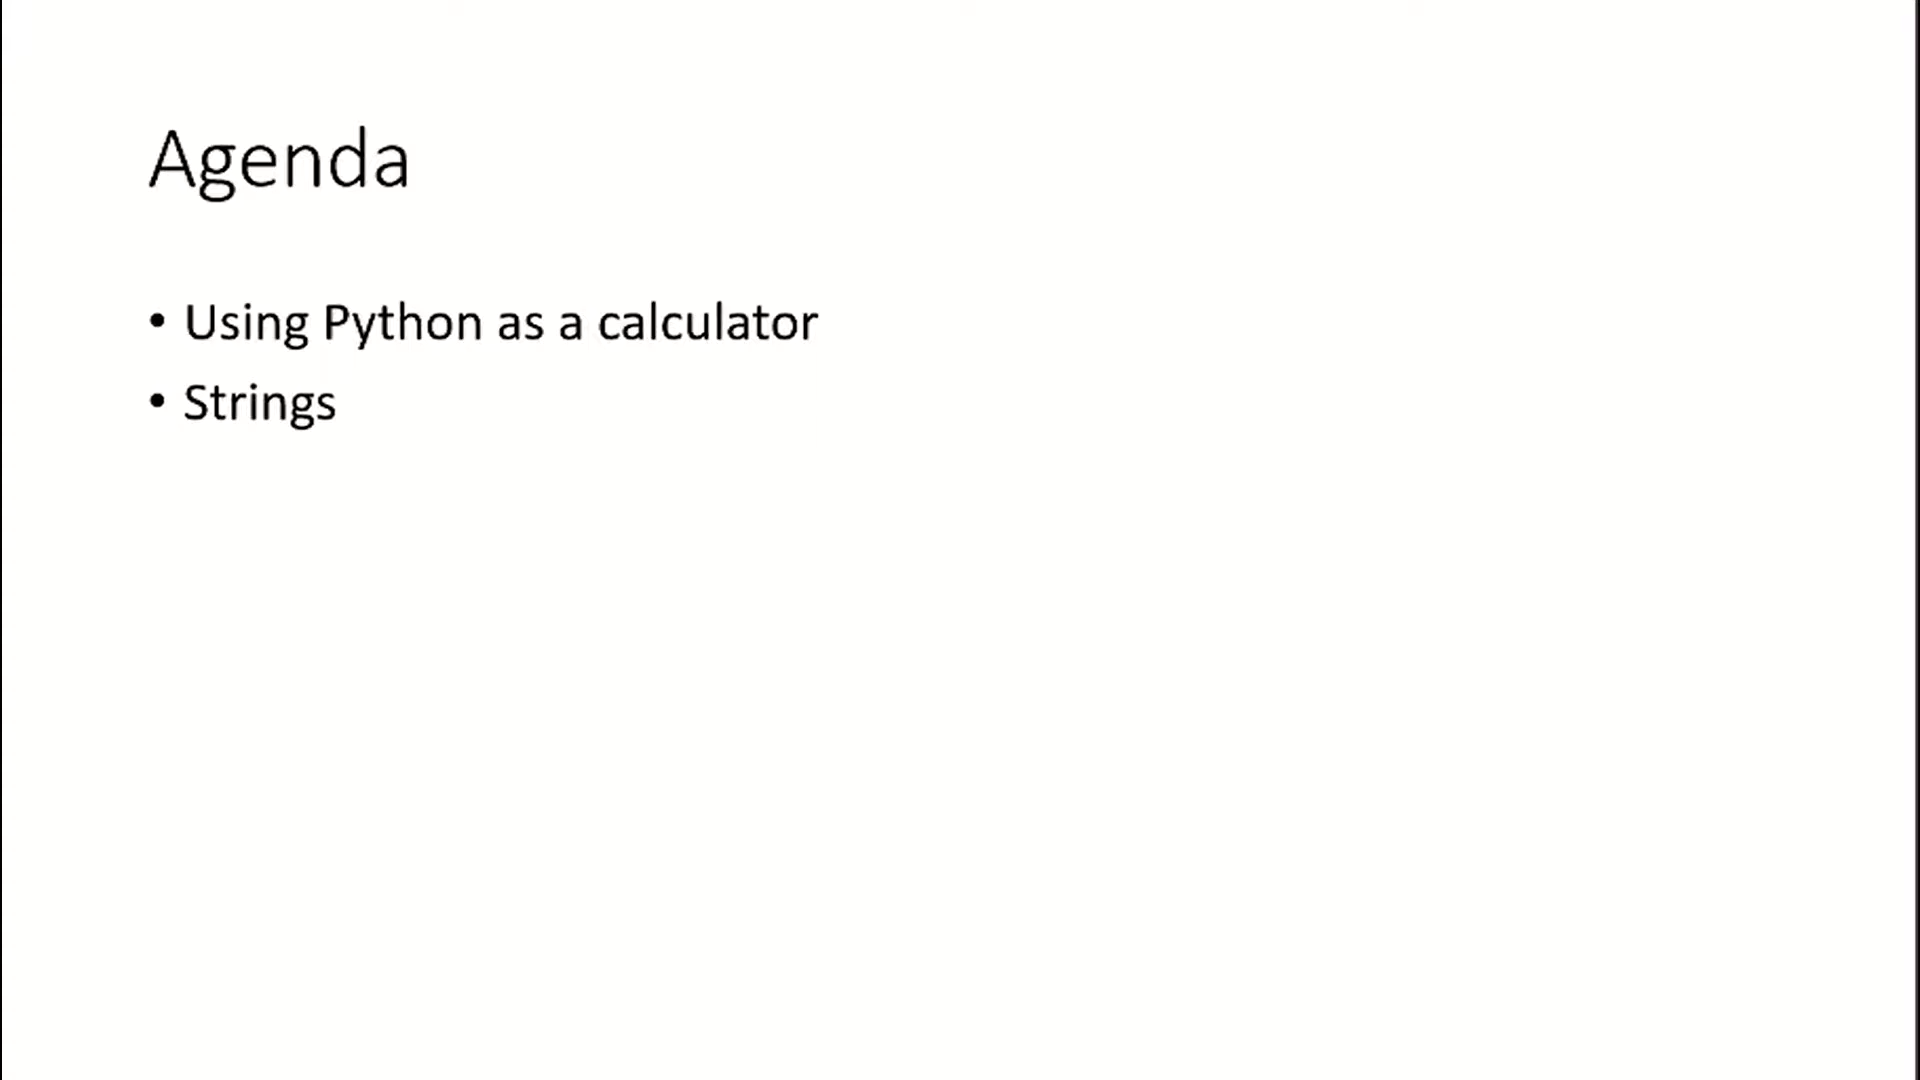 Agenda
• Using Python as a calculator
• Strings